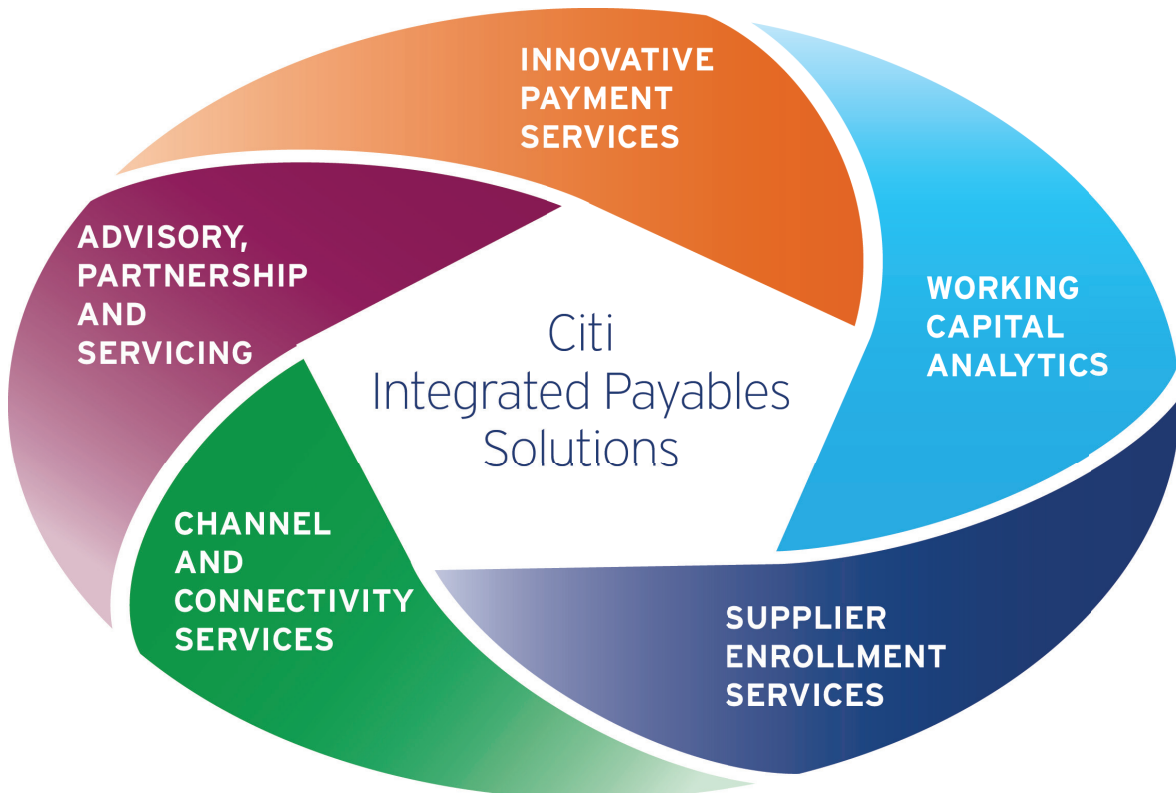 INNOVATIVE
PAYMENT
SERVICES
WORKING
CAPITAL
ANALYTICS
SUPPLIER
ENROLLMENT
SERVICES
CHANNEL
AND
CONNECTIVITY
SERVICES
ADVISORY,
PARTNERSHIP
AND
SERVICING
Citi
Integrated Payables
Solutions